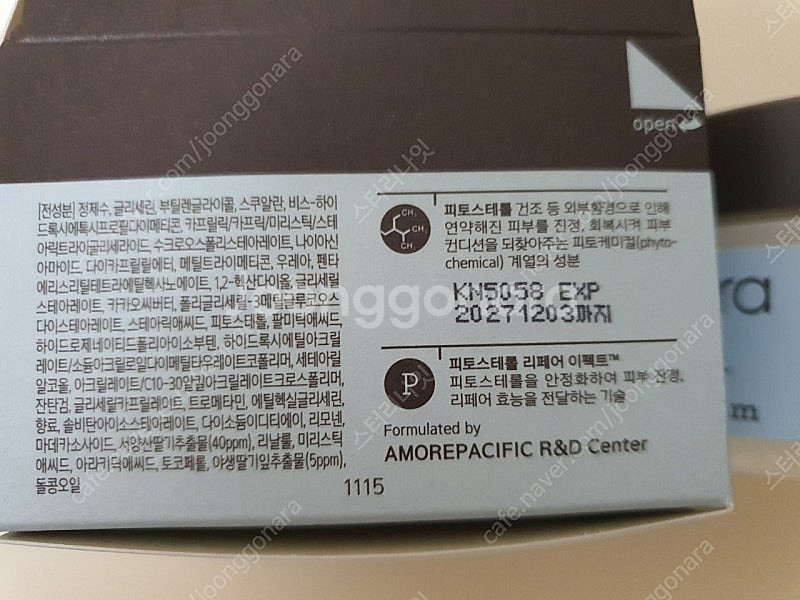 open
[전성분] 정제수, 글리세린, 부틸렌글라이콜, 스쿠알란, 비스-하이
드록시에톡시프로필다이메티콘, 카프릴릭/카프릭/미리스틱/스테
아릭트라이글리세라이드, 수크로오스폴리스테아레이트, 나이아신
아마이드, 다이카프릴릴에터, 메틸트라이메티콘, 우레아, 펜타
에리스리틸테트라에틸헥사노에이트, 1,2-헥산다이올, 글리세릴
스테아레이트, 카카오씨버터, 폴리글리세릴-3메틸글루코오스
다이스테아레이트, 스테아릭애씨드, 피토스테롤, 팔미틱애씨드,
하이드로제네이티드폴리아이소부텐, 하이드록시에틸아크릴
레이트/소듐아크릴로일다이메틸타우레이트코폴리머, 세테아릴
알코올, 아크릴레이트/C10-30알킬아크릴레이트크로스폴리머,
잔탄검, 글리세릴카프릴레이트, 트로메타민, 에틸헥실글리세린,
향료, 솔비탄아이소스테아레이트, 다이소듐이디티에이, 리모넨,
마데카소사이드, 서양산딸기추출물(40ppm), 리날룰, 미리스틱
애씨드, 아라키딕애씨드, 토코페롤, 야생딸기잎추출물(5ppm),
돌콩오일
1115
CH₃
CH₃
CH₃
피토스테롤 건조 등 외부환경으로 인해
연약해진 피부를 진정, 회복시켜 피부
컨디션을 되찾아주는 피토케미컬(phyto-
chemical) 계열의 성분
KN5058 EXP
20271203까지
P
피토스테롤 리페어 이펙트™
피토스테롤을 안정화하여 피부 진정,
리페어 효능을 전달하는 기술
Formulated by
AMOREPACIFIC R&D Center
ra
m
joonggonara
cafe.naver.com/joonggonara
스타리나잇